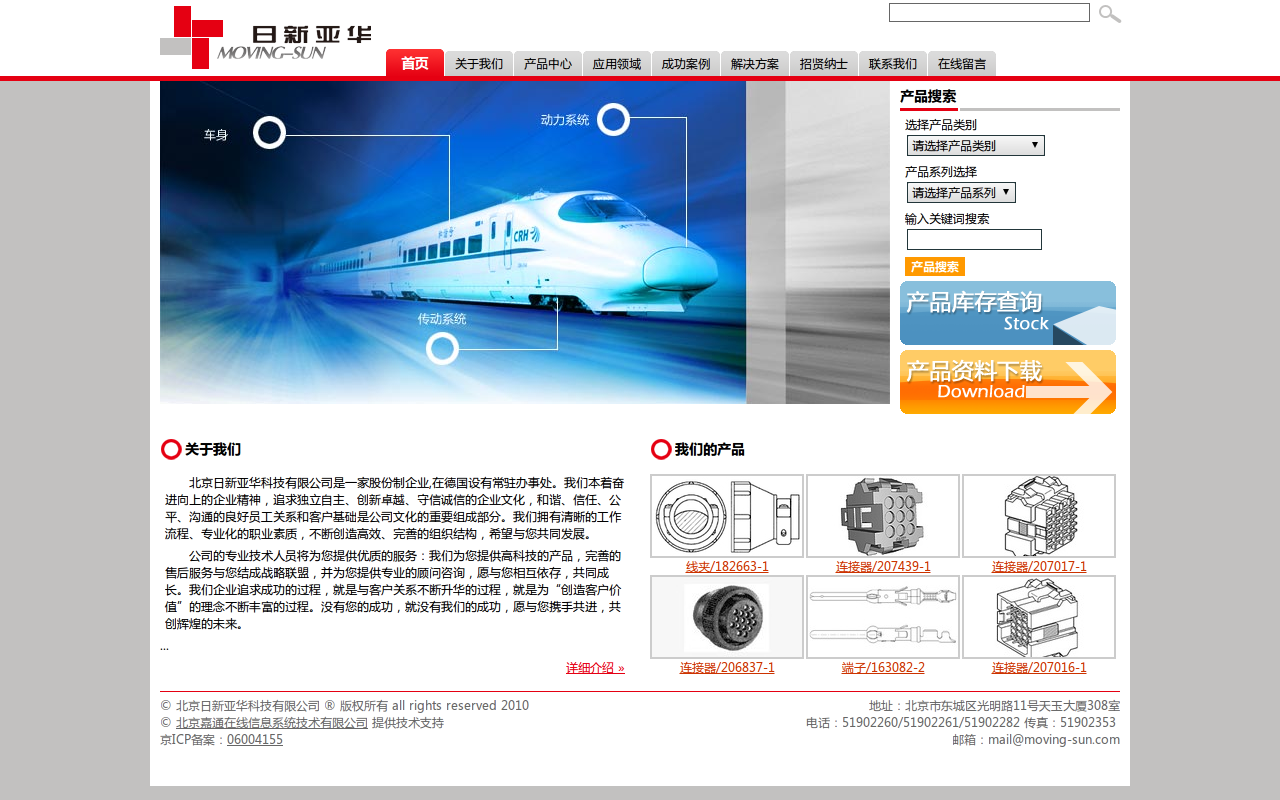 日新亚华
MOVING-SUN
首页
关于我们
产品中心
应用领域
成功案例
解决方案
招贤纳士
联系我们
在线留言
车身
动力系统
传动系统
CRH
产品搜索
选择产品类别
请选择产品类别
产品系列选择
请选择产品系列
输入关键词搜索
产品搜索
产品库存查询
Stock
产品资料下载
Download
关于我们
北京日新亚华科技有限公司是一家股份制企业,在德国设有常驻办事处。我们本着奋
进向上的企业精神，追求独立自主、创新卓越、守信诚信的企业文化，和谐、信任、公
平、沟通的良好员工关系和客户基础是公司文化的重要组成部分。我们拥有清晰的工作
流程、专业化的职业素质，不断创造高效、完善的组织结构，希望与您共同发展。
公司的专业技术人员将为您提供优质的服务：我们为您提供高科技的产品，完善的
售后服务与您结成战略联盟，并为您提供专业的顾问咨询，愿与您相互依存，共同成
长。我们企业追求成功的过程，就是与客户关系不断升华的过程，就是为“创造客户价
值”的理念不断丰富的过程。没有您的成功，就没有我们的成功，愿与您携手共进，共
创辉煌的未来。
...
详细介绍 »
我们的产品
线夹/182663-1
连接器/207439-1
连接器/207017-1
连接器/206837-1
端子/163082-2
连接器/207016-1
© 北京日新亚华科技有限公司 ® 版权所有 all rights reserved 2010
© 北京嘉通在线信息系统技术有限公司 提供技术支持
京ICP备案：06004155
地址：北京市东城区光明路11号天玉大厦308室
电话：51902260/51902261/51902282 传真：51902353
邮箱：mail@moving-sun.com